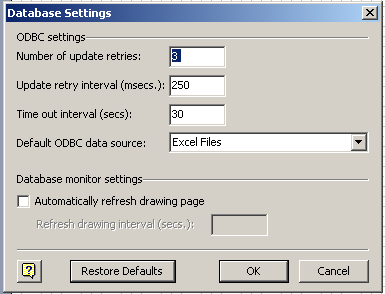 Database Settings
ODBC settings
Number of update retries: 3
Update retry interval (msecs.): 250
Time out interval (secs): 30
Default ODBC data source: Excel Files
Database monitor settings
Automatically refresh drawing page
Refresh drawing interval (secs.):
? Restore Defaults OK Cancel